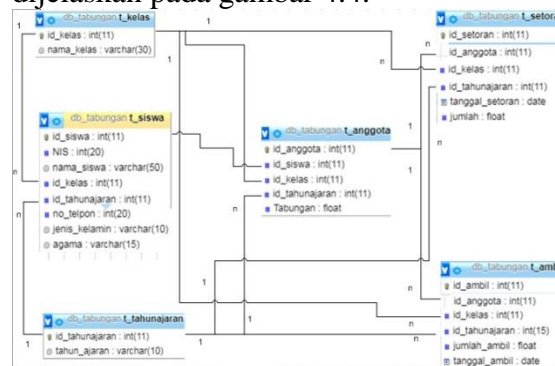 dijelaskan pada gambar 4.4.
db_tabungan.t_kelas
id_kelas : int(11)
nama_kelas : varchar(30)
db_tabungan.t_siswa
id_siswa : int(11)
NIS : int(20)
nama_siswa : varchar(50)
id_kelas : int(11)
id_tahunajaran : int(11)
no_telpon : int(20)
jenis_kelamin : varchar(10)
agama : varchar(15)
db_tabungan.t_tahunajaran
id_tahunajaran : int(11)
tahun_ajaran : varchar(10)
db_tabungan.t_anggota
id_anggota : int(11)
id_siswa : int(11)
id_kelas : int(11)
id_tahunajaran : int(11)
Tabungan : float
db_tabungan.t_setora
id_setoran : int(11)
id_anggota : int(11)
id_kelas : int(11)
id_tahunajaran : int(11)
tanggal_setoran : date
jumlah : float
db_tabungan.t_amb
id_ambil : int(11)
id_anggota : int(11)
id_kelas : int(11)
id_tahunajaran : int(15)
jumlah_ambil : float
tanggal_ambil : date
1
1
n
n
1
n
1
1
n
n
n
1
1
1
1
n
n
n